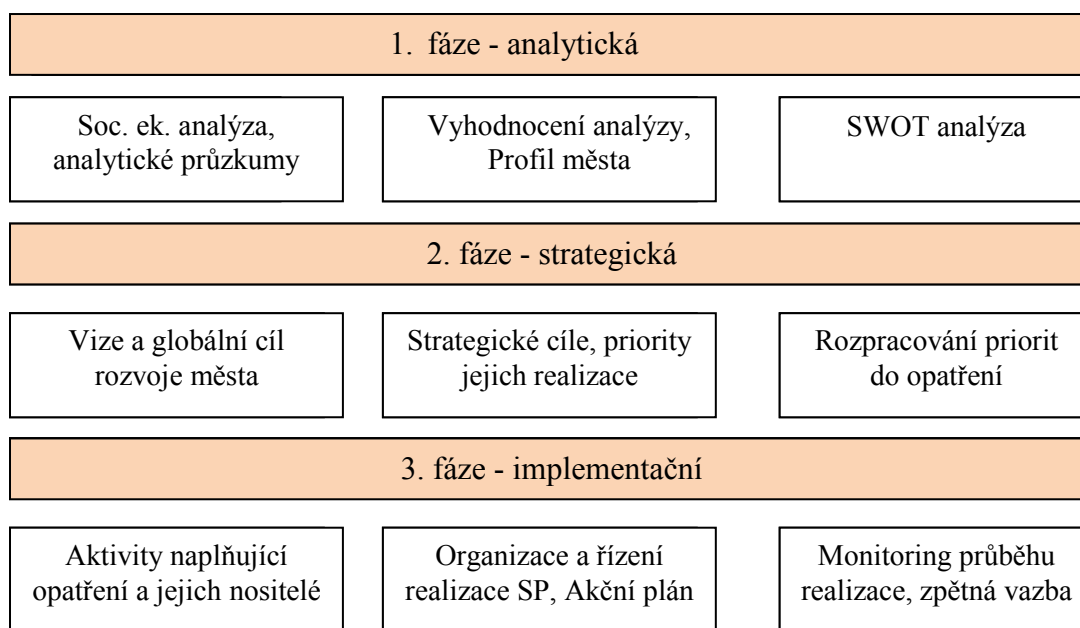 1. fáze - analytická
Soc. ek. analýza,
analytické průzkumy
Vyhodnocení analýzy,
Profil města
SWOT analýza
2. fáze - strategická
Vize a globální cíl
rozvoje města
Strategické cíle, priority
jejich realizace
Rozpracování priorit
do opatření
3. fáze - implementační
Aktivity naplňující
opatření a jejich nositelé
Organizace a řízení
realizace SP, Akční plán
Monitoring průběhu
realizace, zpětná vazba